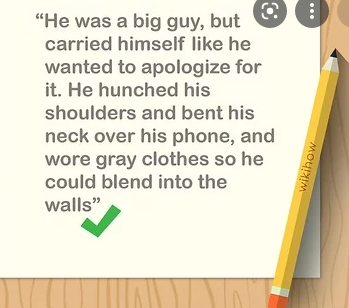 “He was a big guy, but
carried himself like he
wanted to apologize for
it. He hunched his
shoulders and bent his
neck over his phone, and
wore gray clothes so he
could blend into the
walls”
wikihow